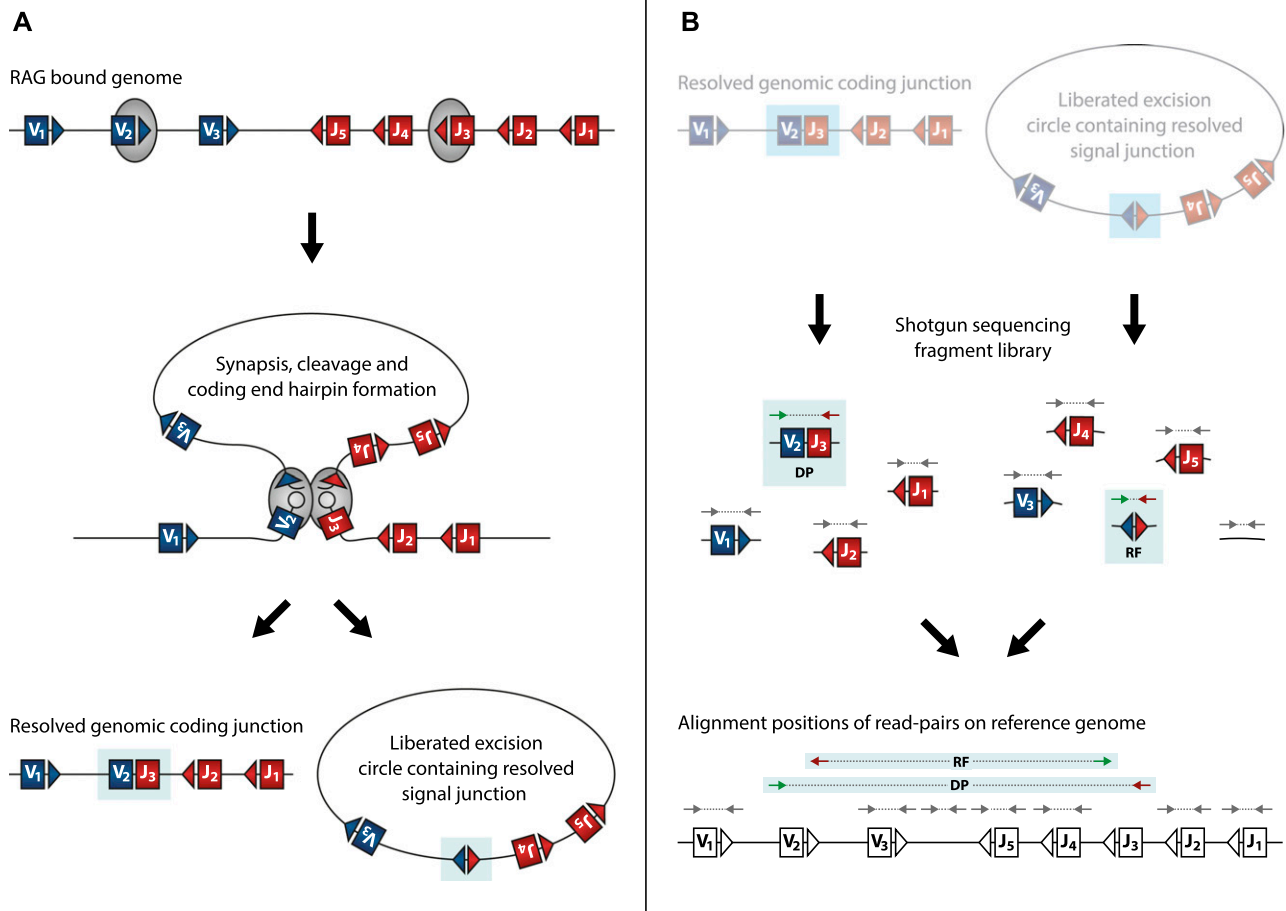 A
RAG bound genome
V1 V2 V3 J5 J4 J3 J2 J1
Synapsis, cleavage and
coding end hairpin formation
V3 J4 J5
V2 J3
V1 J2 J1
Resolved genomic coding junction
V1 V2 J3 J2 J1
Liberated excision
circle containing resolved
signal junction
V3 J4 J5
B
Resolved genomic coding junction
V1 V2 J3 J2 J1
Liberated excision
circle containing resolved
signal junction
V3 J4 J5
Shotgun sequencing
fragment library
V2 J3
DP
J4
J5
J1
V3
V1
J2
RF
Alignment positions of read-pairs on reference genome
RF
DP
V1 V2 V3 J5 J4 J3 J2 J1